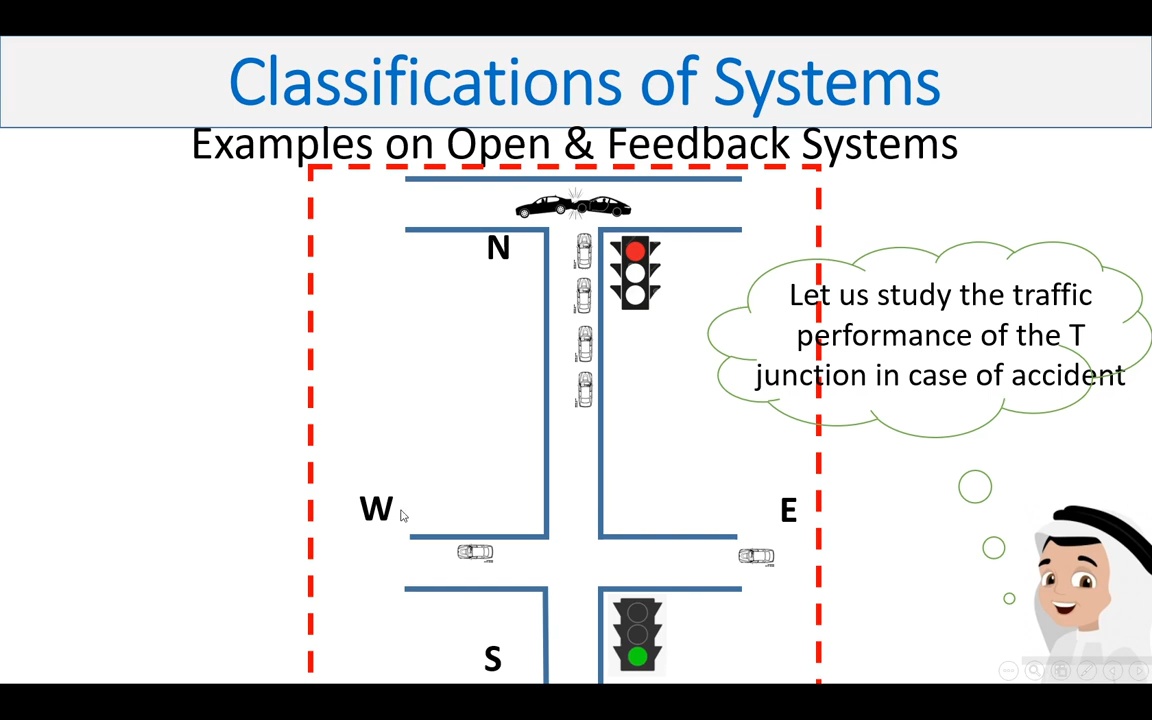 Classifications of Systems
Examples on Open & Feedback Systems
N
Let us study the traffic
performance of the T
junction in case of accident
W
E
S